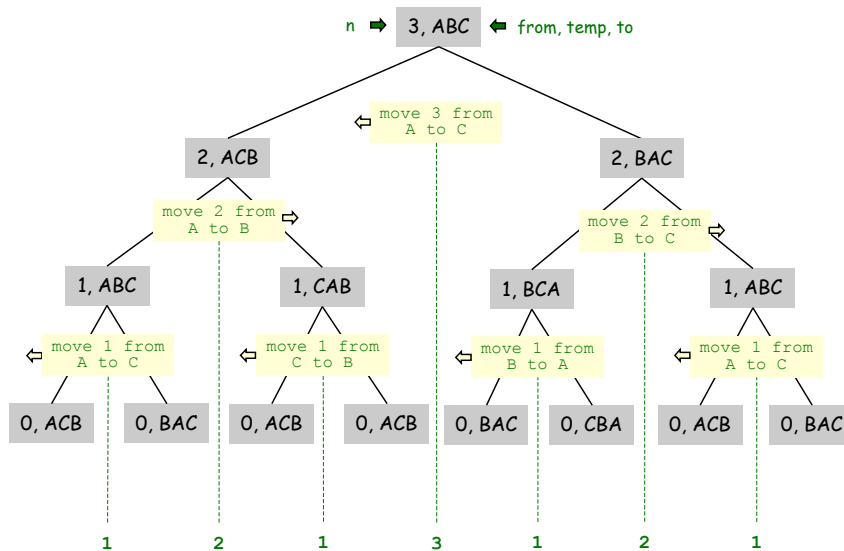 n 3, ABC from, temp, to
move 3 from
A to C
2, ACB 2, BAC
move 2 from
A to B
move 2 from
B to C
1, ABC 1, CAB 1, BCA 1, ABC
move 1 from
A to C
move 1 from
C to B
move 1 from
B to A
move 1 from
A to C
0, ACB 0, BAC 0, ACB 0, ACB 0, BAC 0, CBA 0, ACB 0, BAC
1 2 1 3 1 2 1